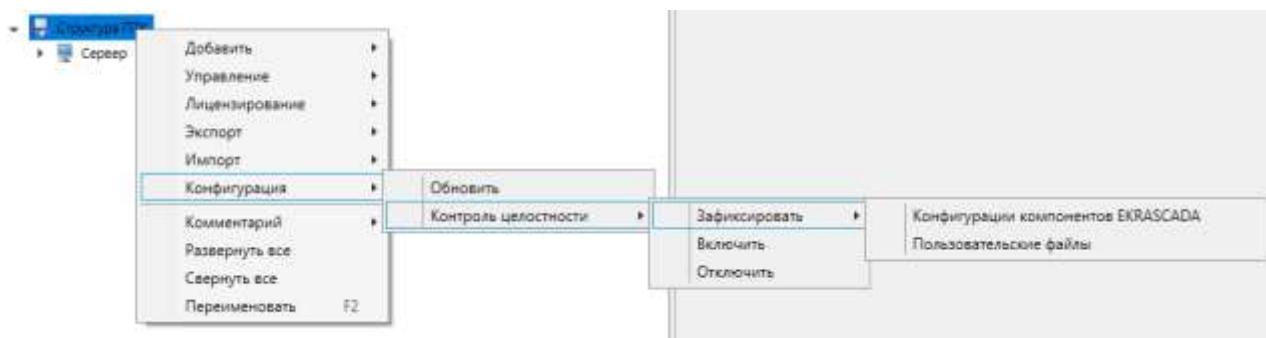 Структура ПТК
Сервер
Добавить
Управление
Лицензирование
Экспорт
Импорт
Конфигурация
Комментарий
Развернуть все
Свернуть все
Переименовать F2
Обновить
Контроль целостности
Зафиксировать
Включить
Отключить
Конфигурации компонентов EKRASCADA
Пользовательские файлы